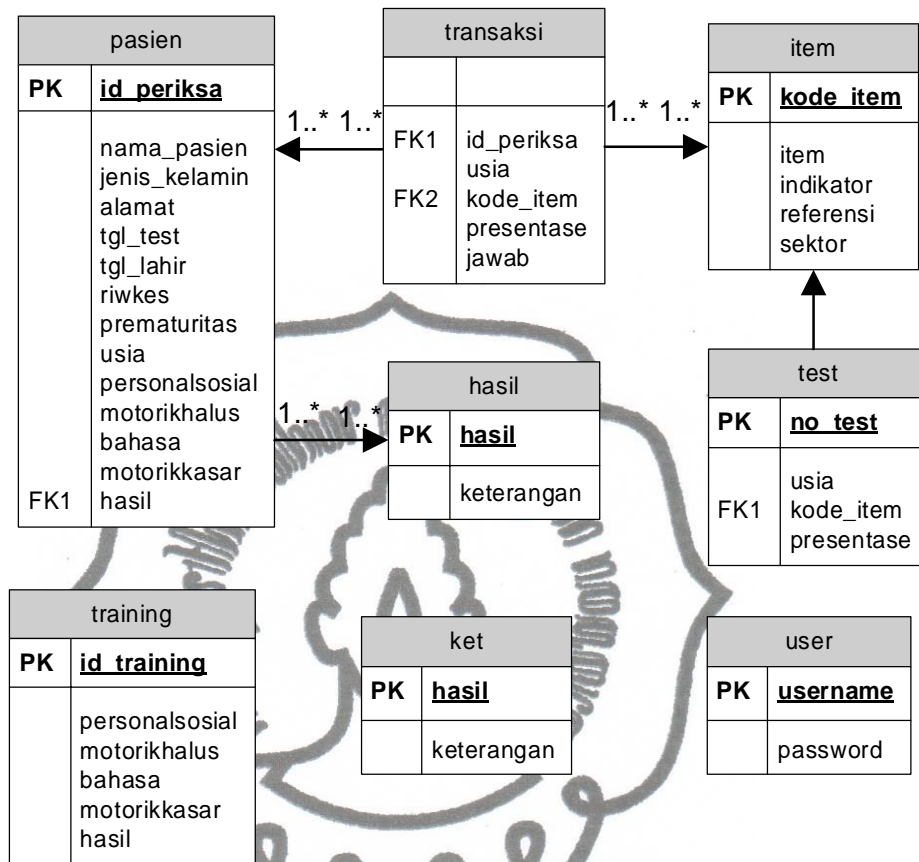 pasien
PK id_periksa
nama_pasien
jenis_kelamin
alamat
tgl_test
tgl_lahir
riwkes
prematuritas
usia
personalsosial
motorikhalus
bahasa
motorikkasar
FK1 hasil
1..* 1..*
transaksi
FK1 id_periksa
usia
FK2 kode_item
presentase
jawab
1..* 1..*
item
PK kode_item
item
indikator
referensi
sektor
1..* 1..*
hasil
PK hasil
keterangan
test
PK no_test
usia
FK1 kode_item
presentase
training
PK id_training
personalsosial
motorikhalus
bahasa
motorikkasar
hasil
ket
PK hasil
keterangan
user
PK username
password